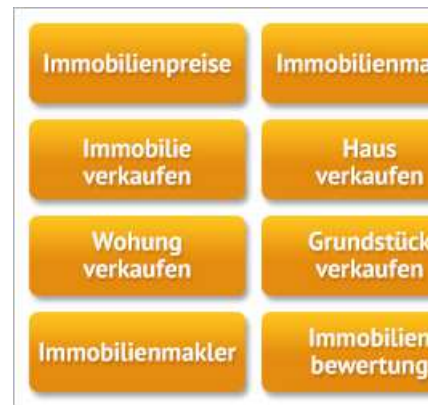 Immobilienpreise
Immobilienma
Immobilie
verkaufen
Haus
verkaufen
Wohung
verkaufen
Grundstück
verkaufen
Immobilienmakler
Immobilien
bewertung